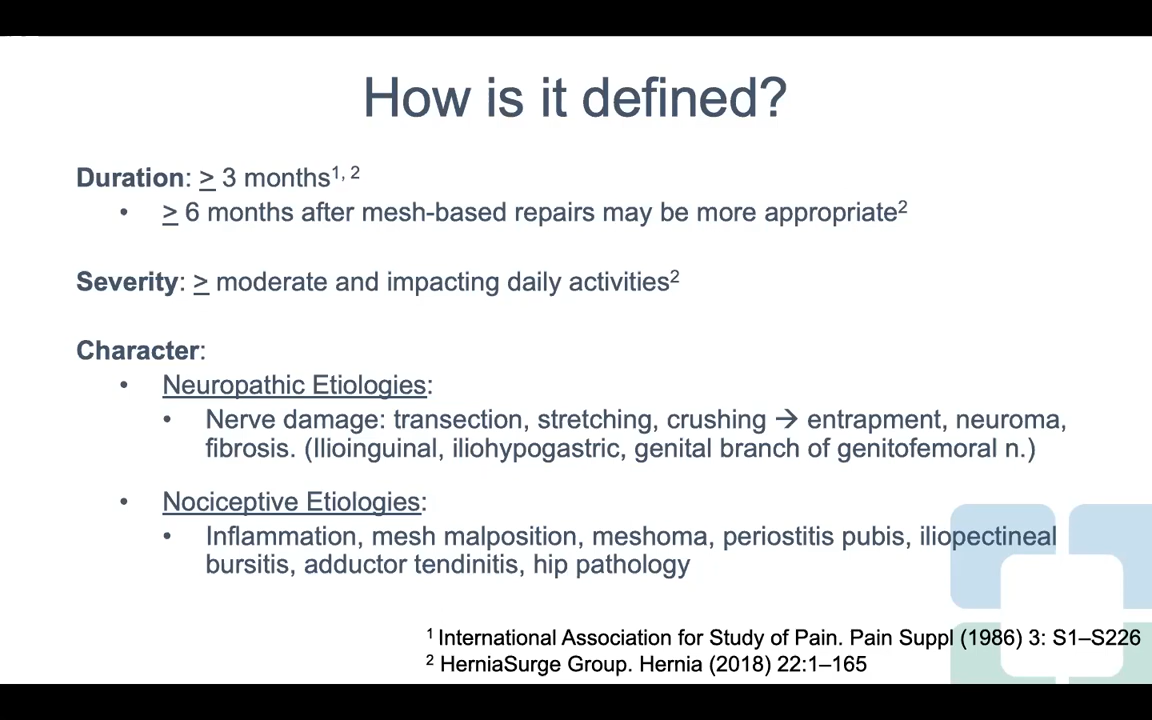 How is it defined?
Duration: ≥ 3 months1, 2
• ≥ 6 months after mesh-based repairs may be more appropriate2
Severity: ≥ moderate and impacting daily activities2
Character:
• Neuropathic Etiologies:
• Nerve damage: transection, stretching, crushing → entrapment, neuroma,
fibrosis. (Ilioinguinal, iliohypogastric, genital branch of genitofemoral n.)
• Nociceptive Etiologies:
• Inflammation, mesh malposition, meshoma, periostitis pubis, iliopectineal
bursitis, adductor tendinitis, hip pathology
1 International Association for Study of Pain. Pain Suppl (1986) 3: S1–S226
2 HerniaSurge Group. Hernia (2018) 22:1–165